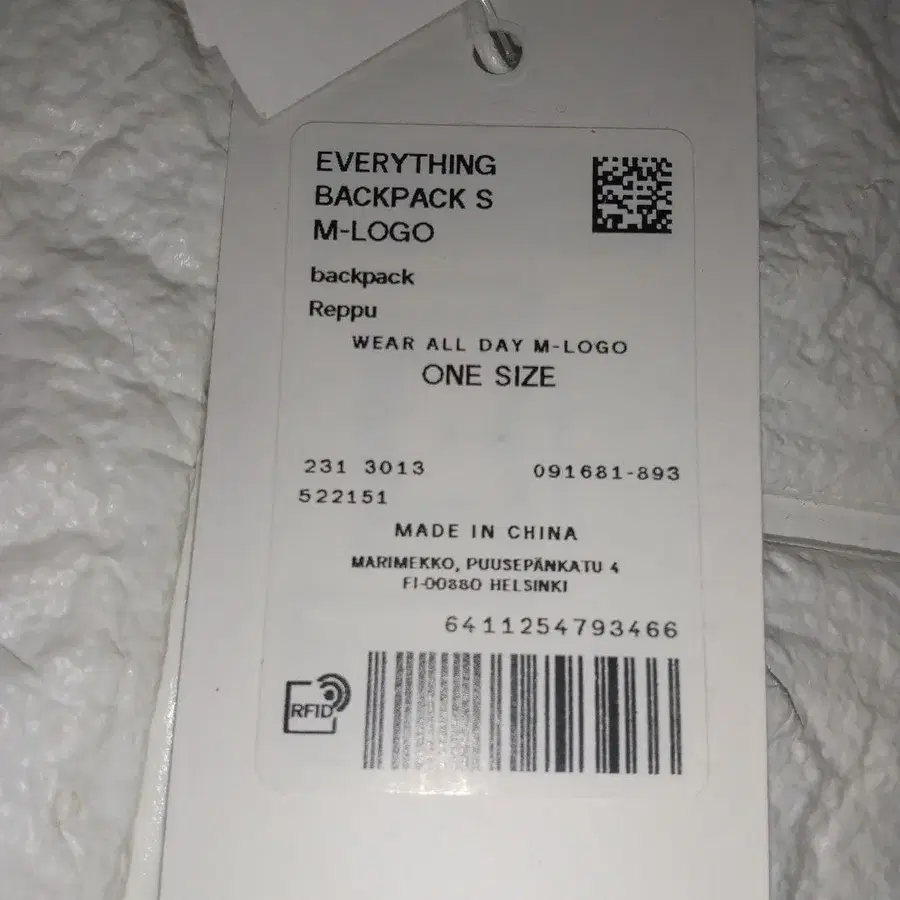 EVERYTHING
BACKPACK S
M-LOGO
backpack
Reppu
WEAR ALL DAY M-LOGO
ONE SIZE
231 3013 091681-893
522151
MADE IN CHINA
MARIMEKKO, PUUSEPÄNKATU 4
FI-00880 HELSINKI
6411254793466
RFID